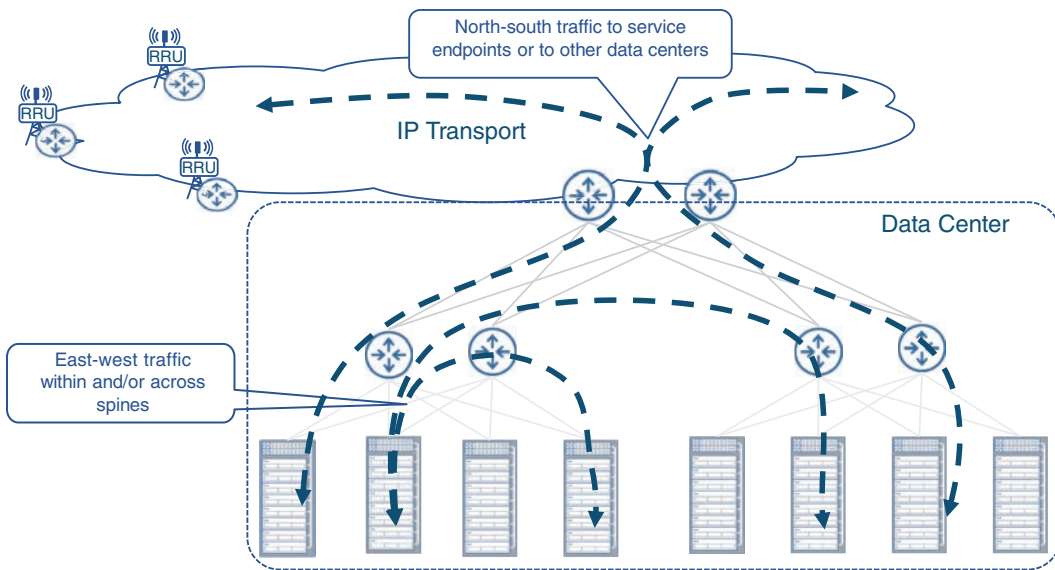 North-south traffic to service
endpoints or to other data centers
RRU
RRU
RRU
IP Transport
Data Center
East-west traffic
within and/or across
spines